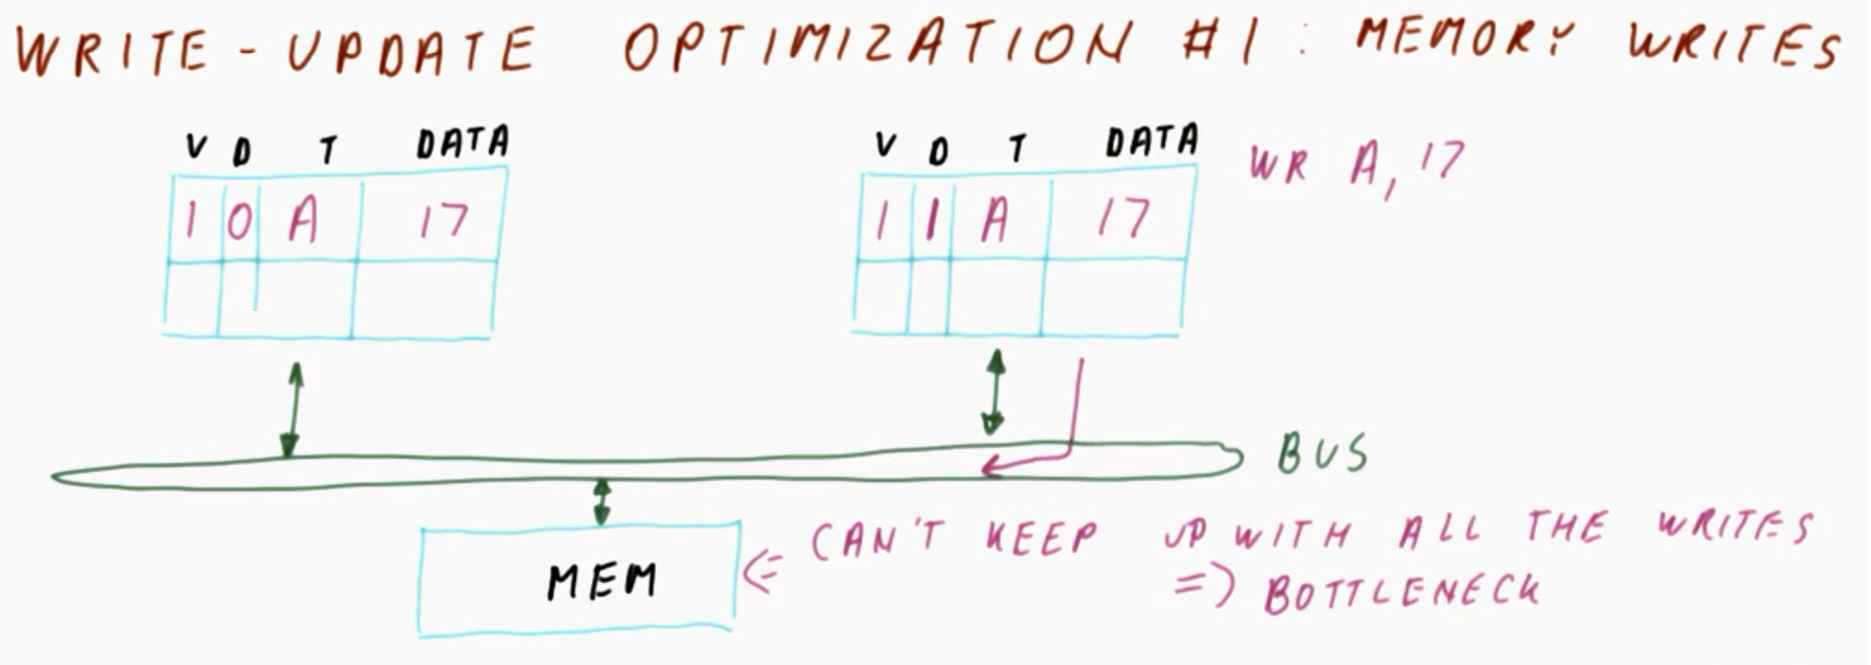 WRITE-UPDATE OPTIMIZATION #1: MEMORY WRITES
V D T DATA
1 0 A 17
V D T DATA
1 1 A 17
WR A, 17
BUS
MEM
<= CAN'T KEEP UP WITH ALL THE WRITES
=> BOTTLENECK